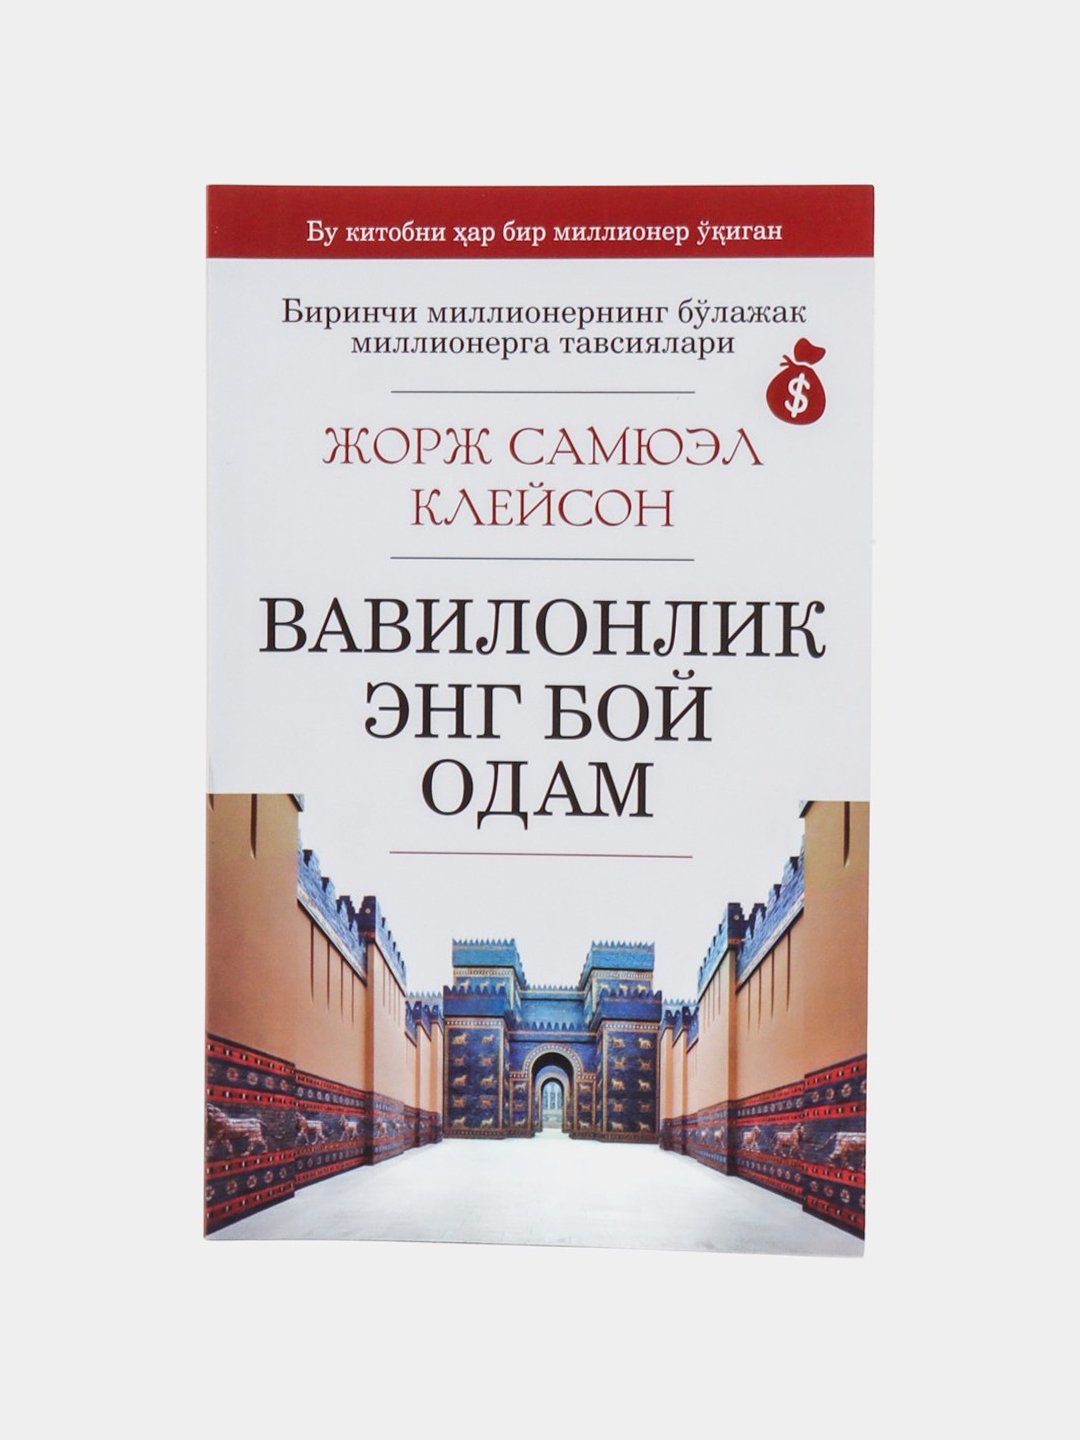 Бу китобни ҳар бир миллионер ўқиган
Биринчи миллионернинг бўлажак
миллионерга тавсиялари
$
ЖОРЖ САМЮЭЛ
КЛЕЙСОН
ВАВИЛОНЛИК
ЭНГ БОЙ
ОДАМ